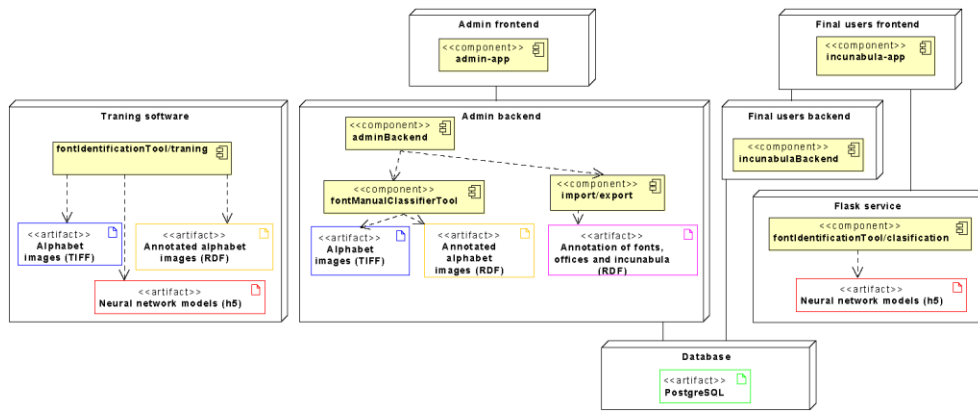 Admin frontend
<<component>>
admin-app
Final users frontend
<<component>>
incunabula-app
Traning software
fontIdentificationTool/traning
<<artifact>>
Alphabet
images (TIFF)
<<artifact>>
Annotated alphabet
images (RDF)
<<artifact>>
Neural network models (h5)
Admin backend
<<component>>
adminBackend
<<component>>
fontManualClassifierTool
<<component>>
import/export
<<artifact>>
Alphabet
images (TIFF)
<<artifact>>
Annotated
alphabet
images (RDF)
<<artifact>>
Annotation of fonts,
offices and incunabula
(RDF)
Final users backend
<<component>>
incunabulaBackend
Flask service
<<component>>
fontIdentificationTool/clasification
<<artifact>>
Neural network models (h5)
Database
<<artifact>>
PostgreSQL